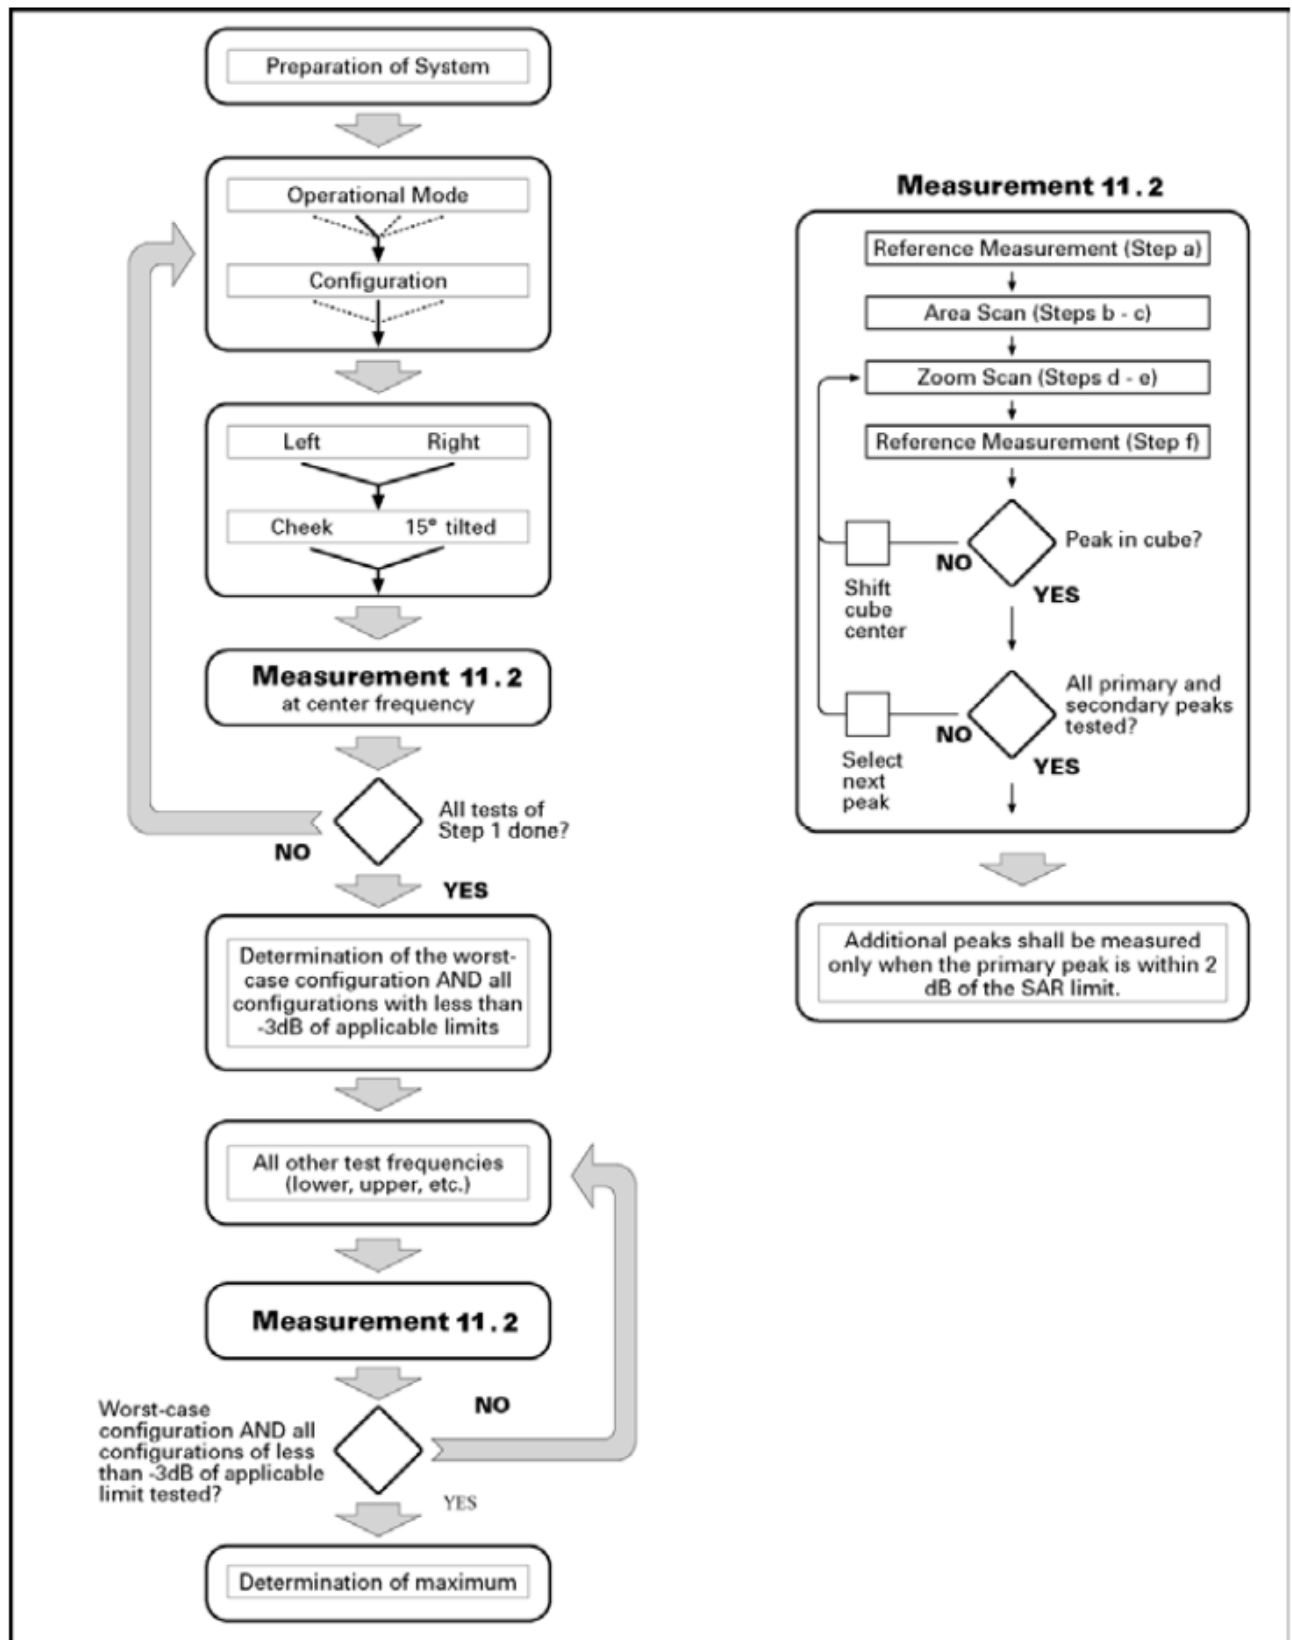 Preparation of System
Operational Mode
Configuration
Left Right
Cheek 15° tilted
Measurement 11.2
at center frequency
All tests of
Step 1 done?
NO
YES
Determination of the worst-
case configuration AND all
configurations with less than
-3dB of applicable limits
All other test frequencies
(lower, upper, etc.)
Measurement 11.2
NO
Worst-case
configuration AND all
configurations of less
than -3dB of applicable
limit tested?
YES
Determination of maximum
Measurement 11.2
Reference Measurement (Step a)
Area Scan (Steps b - c)
Zoom Scan (Steps d - e)
Reference Measurement (Step f)
Peak in cube?
NO
Shift
cube
center
YES
All primary and
secondary peaks
tested?
NO
Select
next
peak
YES
Additional peaks shall be measured
only when the primary peak is within 2
dB of the SAR limit.